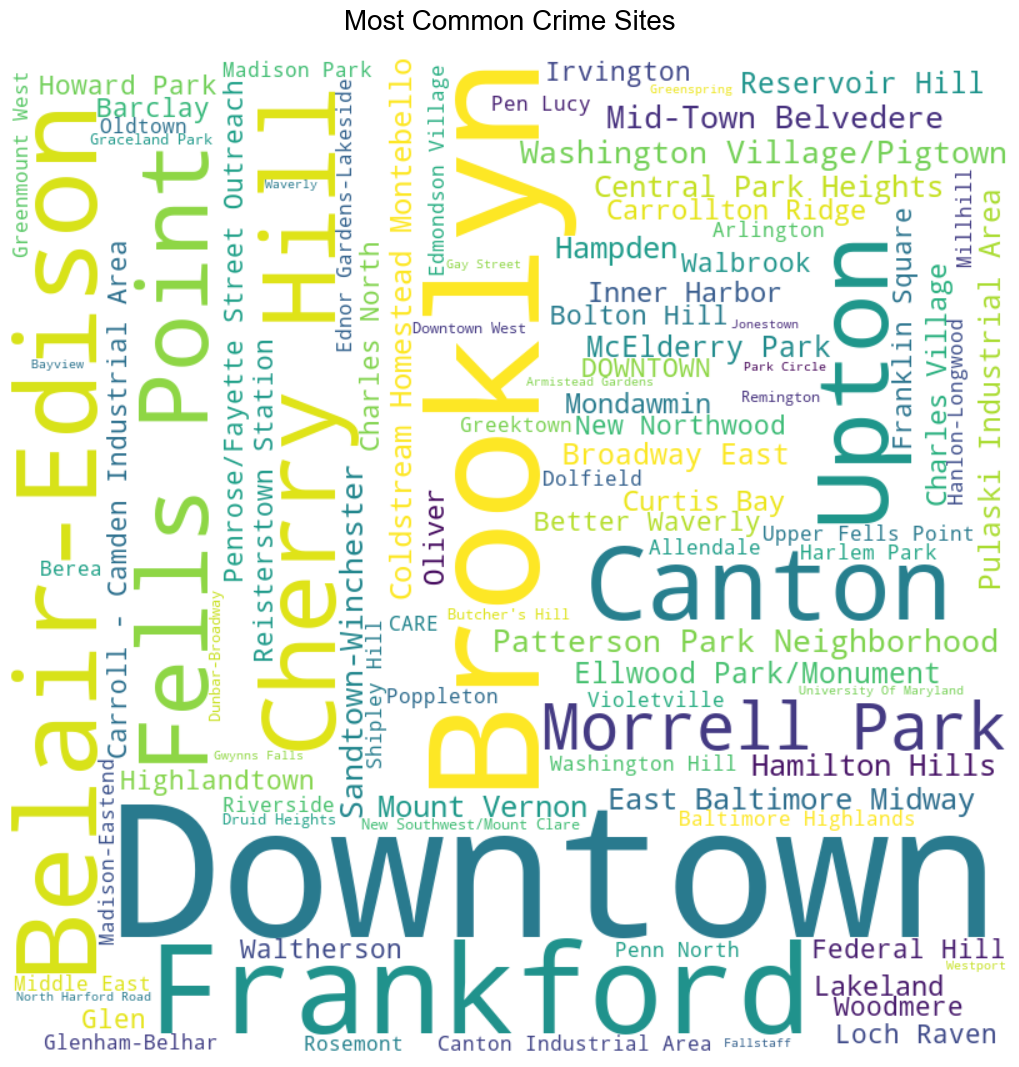 Most Common Crime Sites
Greenmount West
Howard Park
Madison Park
Barclay
Oldtown
Graceland Park
Belair-Edison
Fells Point
Waverly
Cherry Hill
Penrose/Fayette Street Outreach
Ednor Gardens-Lakeside
Coldstream Homestead Montebello
Edmondson Village
Brooklyn
Irvington
Greenspring
Reservoir Hill
Pen Lucy
Mid-Town Belvedere
Washington Village/Pigtown
Central Park Heights
Carrollton Ridge
Arlington
Millhill
Pulaski Industrial Area
Hampden
Walbrook
Gay Street
Inner Harbor
Bolton Hill
Jonestown
Downtown West
McElderry Park
DOWNTOWN
Park Circle
Armistead Gardens
Remington
Mondawmin
Upton
Franklin Square
Charles Village
Hanlon-Longwood
Greektown
New Northwood
Broadway East
Dolfield
Curtis Bay
Better Waverly
Upper Fells Point
Allendale
Harlem Park
Canton
Carroll - Camden Industrial Area
Bayview
Charles North
Reisterstown Station
Sandtown-Winchester
Oliver
Berea
Dunbar-Broadway
Shipley Hill
CARE
Butcher's Hill
Patterson Park Neighborhood
Ellwood Park/Monument
University Of Maryland
Poppleton
Violetville
Morrell Park
Gwynns Falls
Washington Hill
Hamilton Hills
Madison-Eastend
Highlandtown
Riverside
Druid Heights
Mount Vernon
New Southwest/Mount Clare
East Baltimore Midway
Baltimore Highlands
Downtown
Waltherson
Penn North
Federal Hill
Westport
Frankford
Middle East
North Harford Road
Lakeland
Woodmere
Glen
Glenham-Belhar
Rosemont
Canton Industrial Area
Fallstaff
Loch Raven